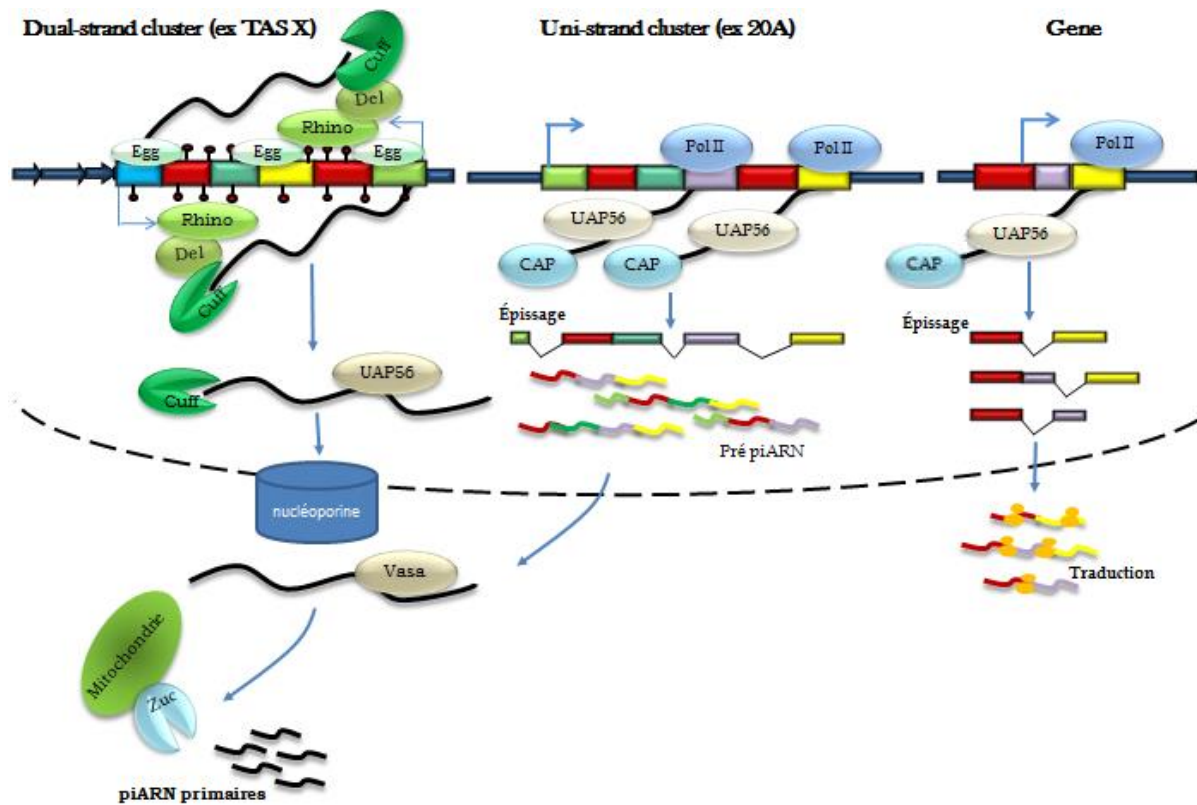 Dual-strand cluster (ex TAS X)
Uni-strand cluster (ex 20A)
Gene
Cuff
Del
Rhino
Egg
Egg
Egg
Rhino
Del
Cuff
Pol II
Pol II
UAP56
UAP56
CAP
CAP
Pol II
UAP56
CAP
Épissage
Épissage
Cuff
UAP56
Pré piARN
nucléoporine
Vasa
Traduction
Mitochondrie
Zuc
piARN primaires